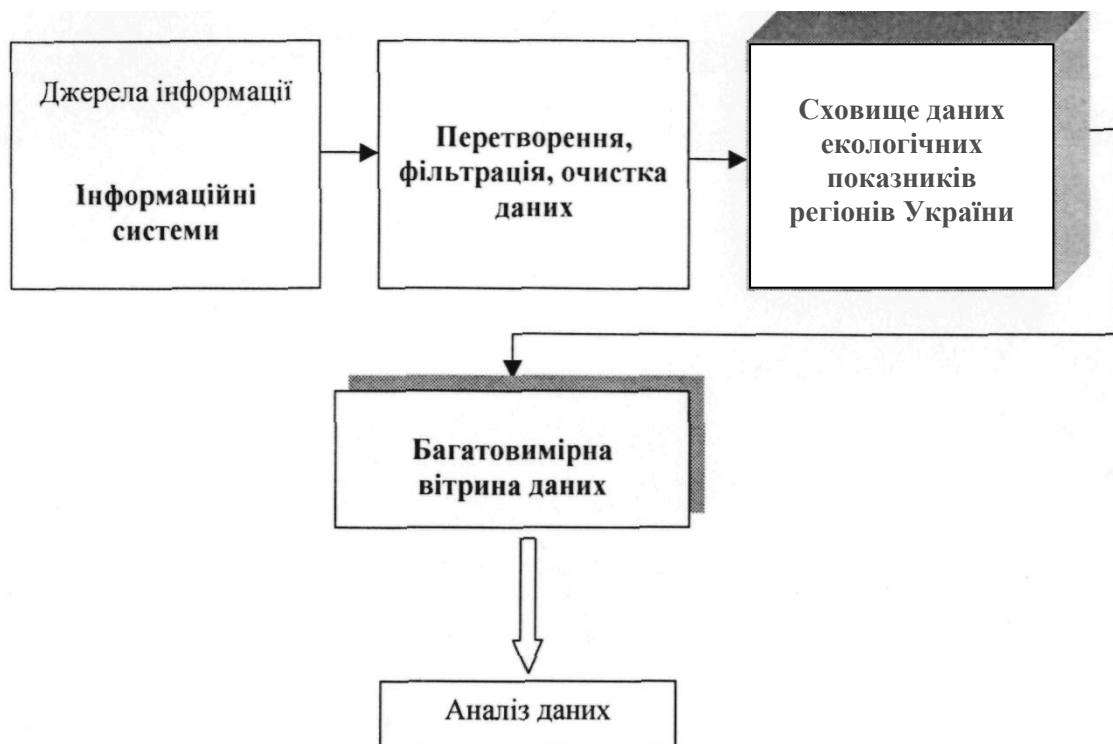 Джерела інформації
Інформаційні
системи
Перетворення,
фільтрація, очистка
даних
Сховище даних
екологічних
показників
регіонів України
Багатовимірна
вітрина даних
Аналіз даних